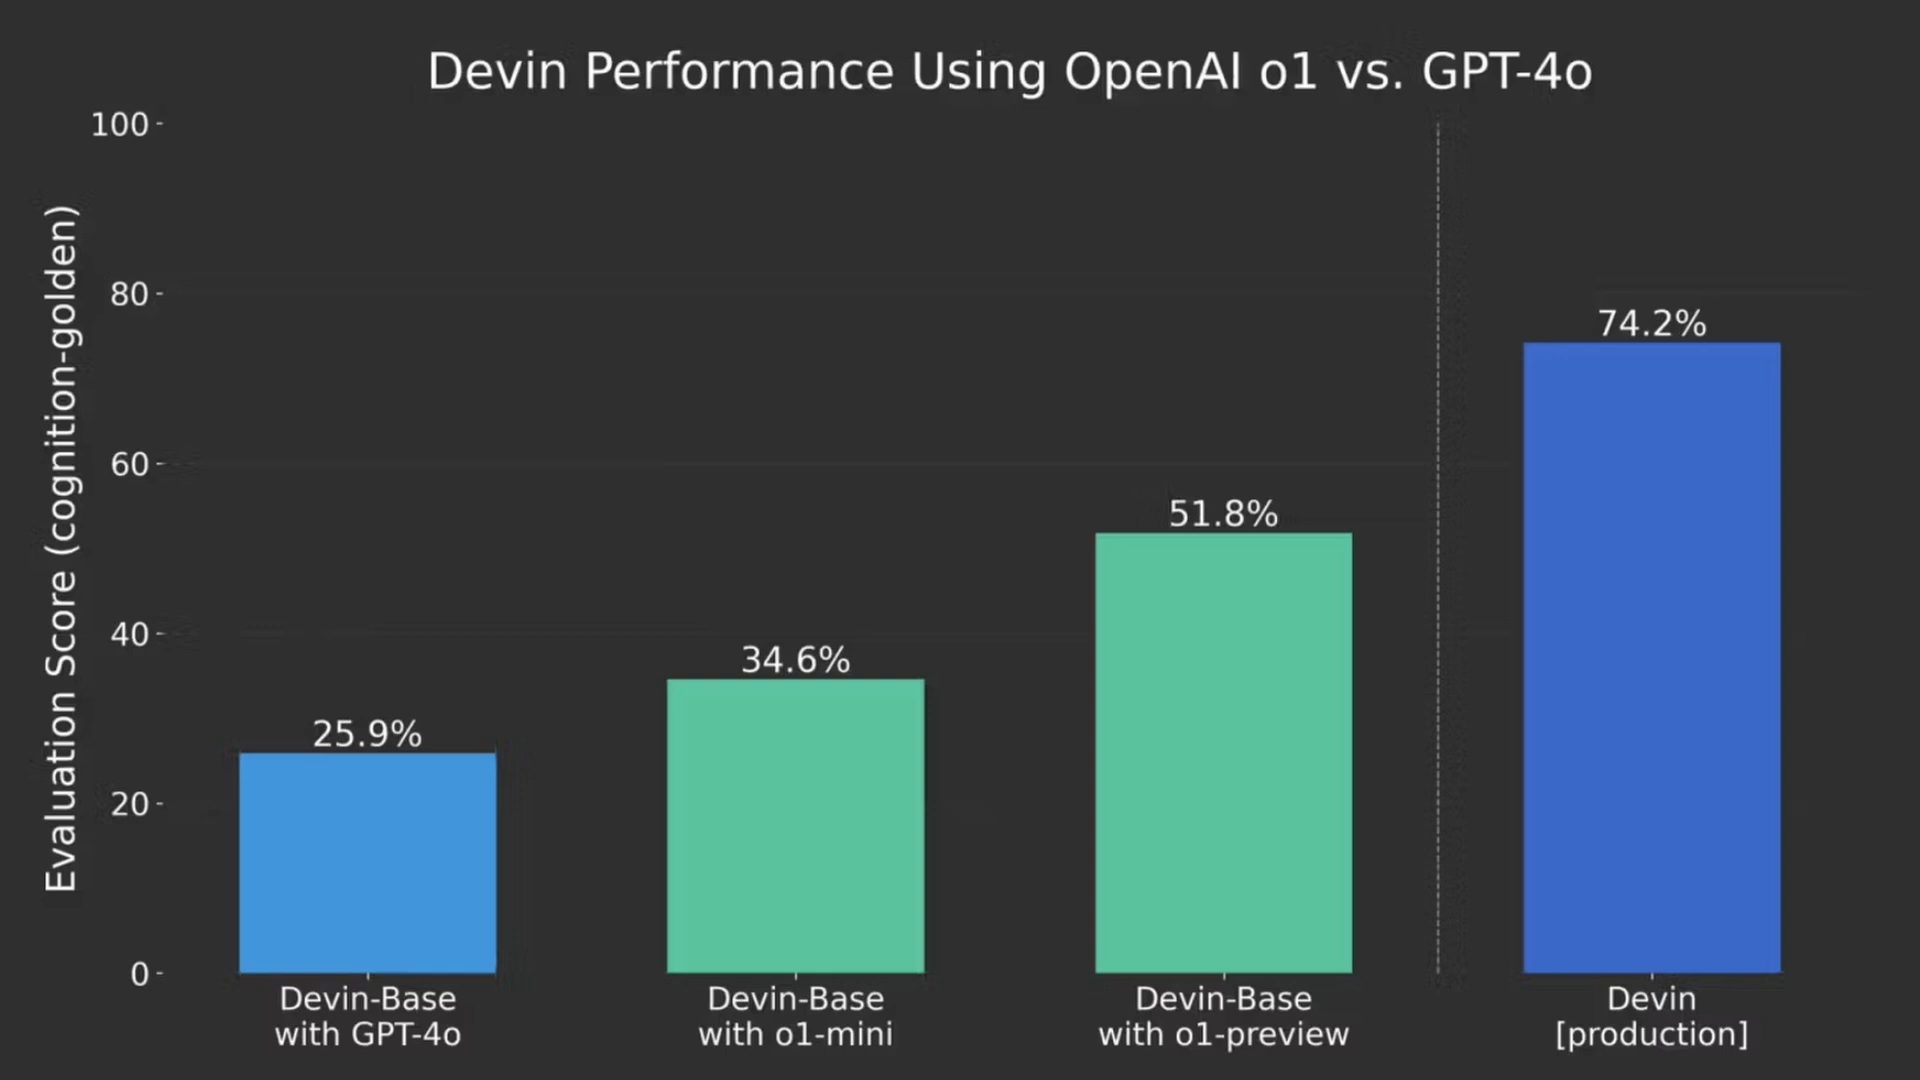 Devin Performance Using OpenAI o1 vs. GPT-4o
Evaluation Score (cognition-golden)
100
80
60
40
20
0
25.9%
34.6%
51.8%
74.2%
Devin-Base
with GPT-4o
Devin-Base
with o1-mini
Devin-Base
with o1-preview
Devin
[production]